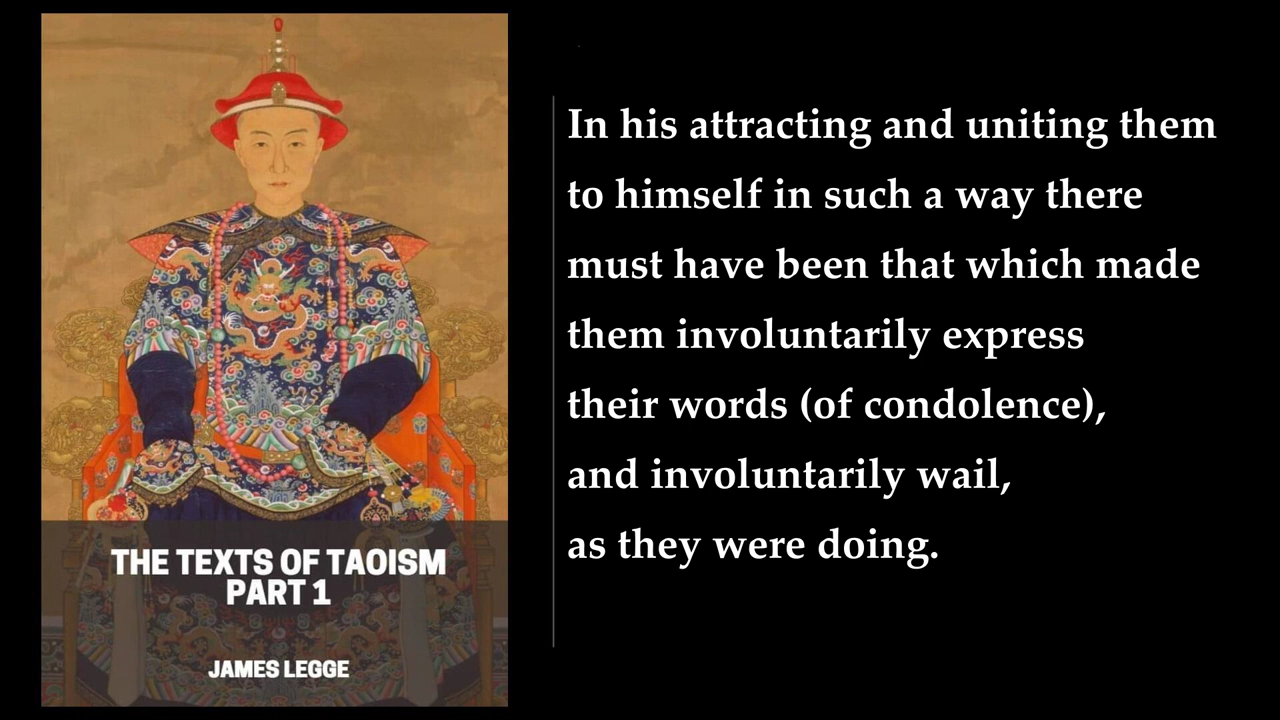 THE TEXTS OF TAOISM
PART 1
JAMES LEGGE
In his attracting and uniting them
to himself in such a way there
must have been that which made
them involuntarily express
their words (of condolence),
and involuntarily wail,
as they were doing.